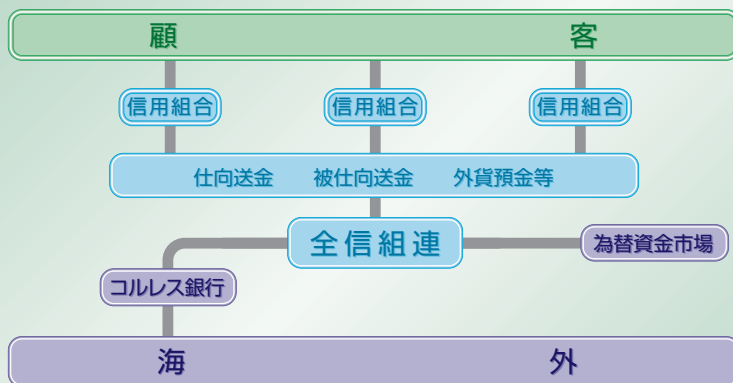 顧 客
信用組合 信用組合 信用組合
仕向送金 被仕向送金 外貨預金等
全信組連
為替資金市場
コルレス銀行
海 外